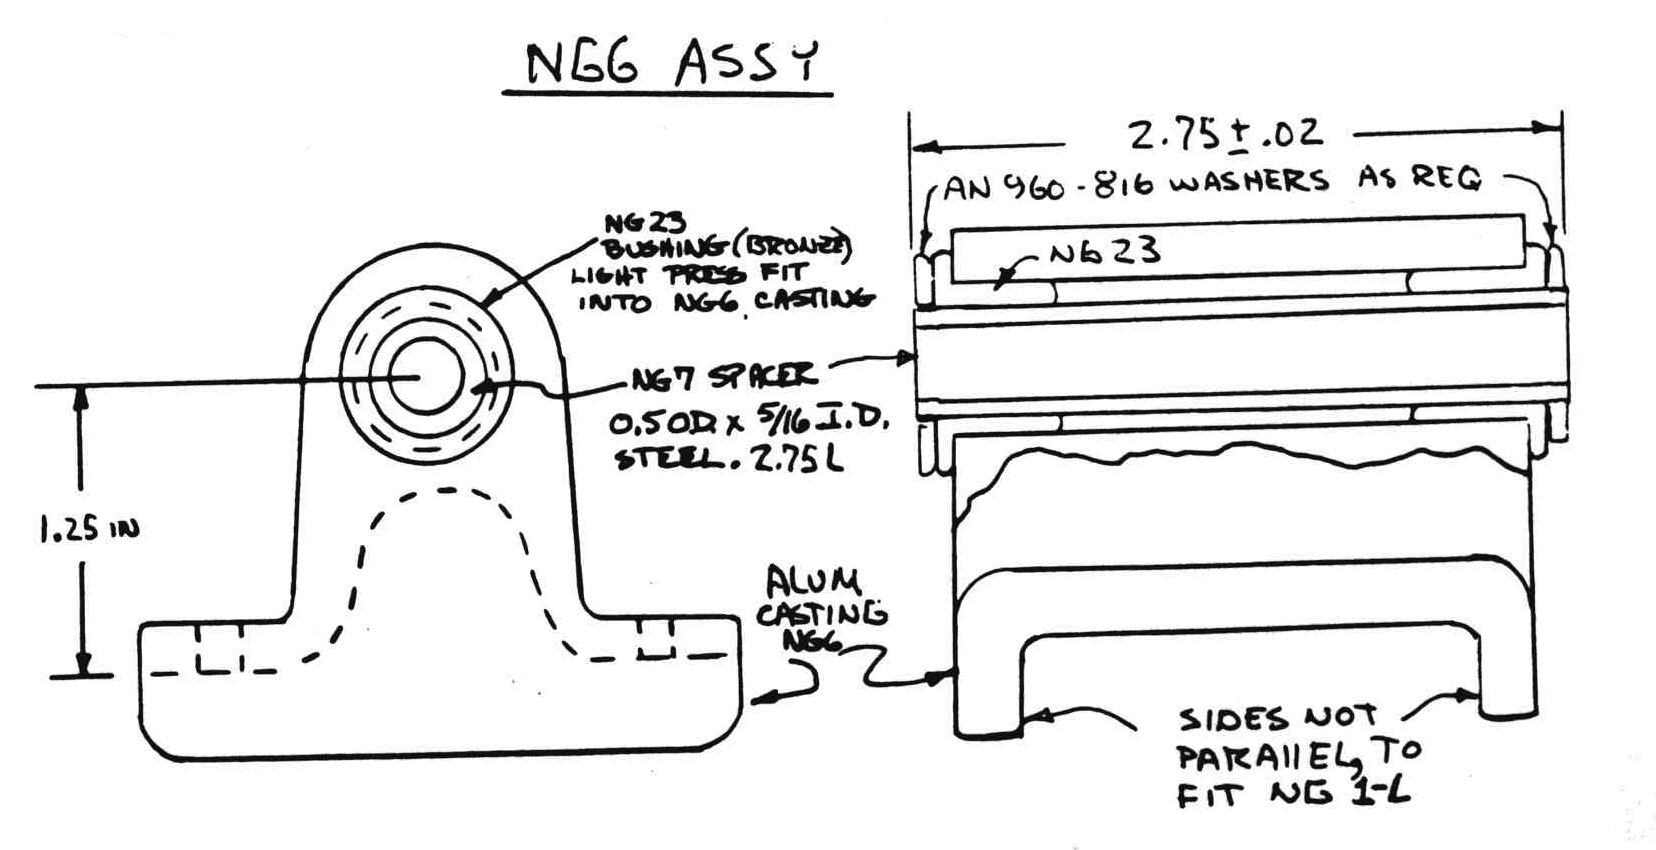 NG6 ASSY
2.75 ± .02
AN 960-816 WASHERS AS REQ
NG23
BUSHING (BRONZE)
LIGHT PRESS FIT
INTO NG6 CASTING
NG23
NG7 SPACER
0.5 OD x 5/16 I.D.
STEEL. 2.75 L
1.25 IN
ALUM
CASTING
NG6
SIDES NOT
PARALLEL, TO
FIT NG 1-L